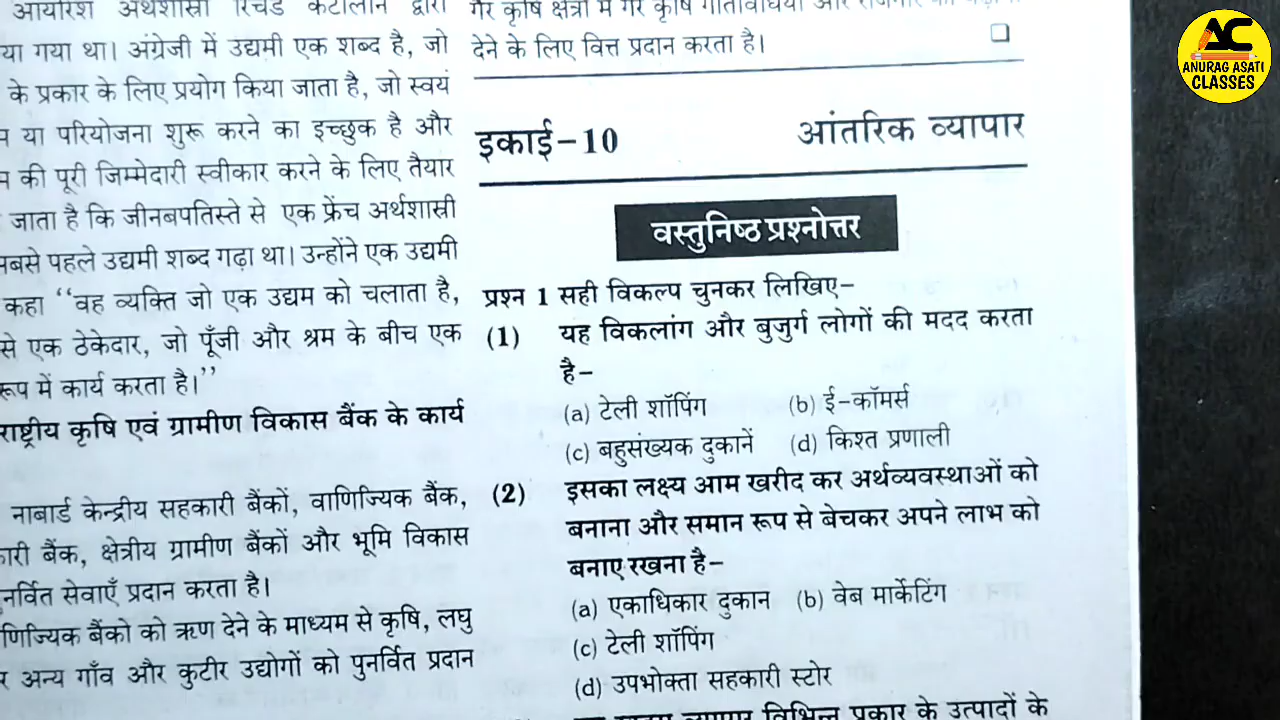 आयरिश अर्थशास्त्री रिचर्ड द्वारा
या गया था। अंग्रेजी में उद्यमी एक शब्द है, जो
के प्रकार के लिए प्रयोग किया जाता है, जो स्वयं
या परियोजना शुरू करने का इच्छुक है और
की पूरी जिम्मेदारी स्वीकार करने के लिए तैयार
जाता है कि जीनबपतिस्ते से एक फ्रेंच अर्थशास्त्री
सबसे पहले उद्यमी शब्द गढ़ा था। उन्होंने एक उद्यमी
कहा ‘‘वह व्यक्ति जो एक उद्यम को चलाता है,
से एक ठेकेदार, जो पूँजी और श्रम के बीच एक
रूप में कार्य करता है।’’
राष्ट्रीय कृषि एवं ग्रामीण विकास बैंक के कार्य
नाबार्ड केन्द्रीय सहकारी बैंकों, वाणिज्यिक बैंक,
कारी बैंक, क्षेत्रीय ग्रामीण बैंकों और भूमि विकास
नर्वित सेवाएँ प्रदान करता है।
णिज्यिक बैंकों को ऋण देने के माध्यम से कृषि, लघु
र अन्य गाँव और कुटीर उद्योगों को पुनर्वित प्रदान
गैर कृषि क्षेत्रों में गैर कृषि गतिविधियों और
देने के लिए वित्त प्रदान करता है।
इकाई-10 आंतरिक व्यापार
वस्तुनिष्ठ प्रश्नोत्तर
प्रश्न 1 सही विकल्प चुनकर लिखिए-
(1) यह विकलांग और बुजुर्ग लोगों की मदद करता
है-
(a) टेली शॉपिंग (b) ई-कॉमर्स
(c) बहुसंख्यक दुकानें (d) किश्त प्रणाली
(2) इसका लक्ष्य आम खरीद कर अर्थव्यवस्थाओं को
बनाना और समान रूप से बेचकर अपने लाभ को
बनाए रखना है-
(a) एकाधिकार दुकान (b) वेब मार्केटिंग
(c) टेली शॉपिंग
(d) उपभोक्ता सहकारी स्टोर
व्यापार विभिन्न प्रकार के उत्पादों के
AC
ANURAG ASATI
CLASSES